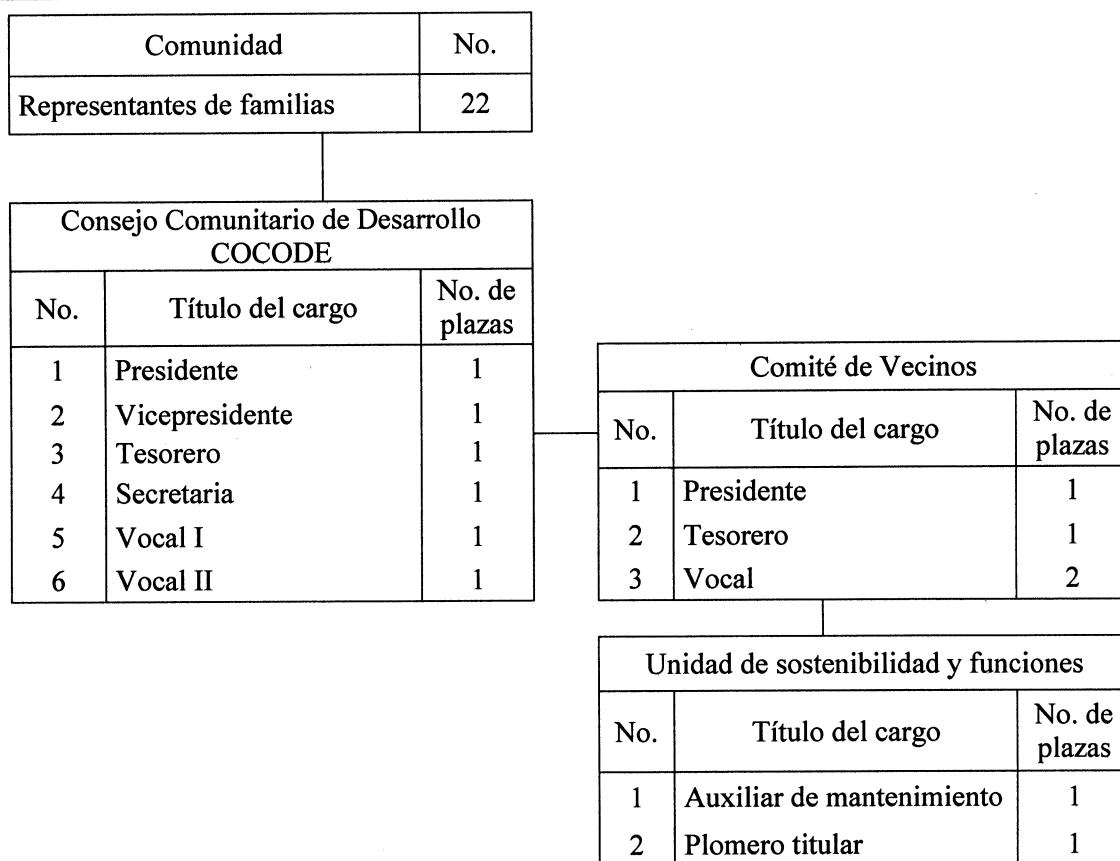 Comunidad No.
Representantes de familias 22
Consejo Comunitario de Desarrollo
COCODE
No. Título del cargo No. de plazas
1 Presidente 1
2 Vicepresidente 1
3 Tesorero 1
4 Secretaria 1
5 Vocal I 1
6 Vocal II 1
Comité de Vecinos
No. Título del cargo No. de plazas
1 Presidente 1
2 Tesorero 1
3 Vocal 2
Unidad de sostenibilidad y funciones
No. Título del cargo No. de plazas
1 Auxiliar de mantenimiento 1
2 Plomero titular 1